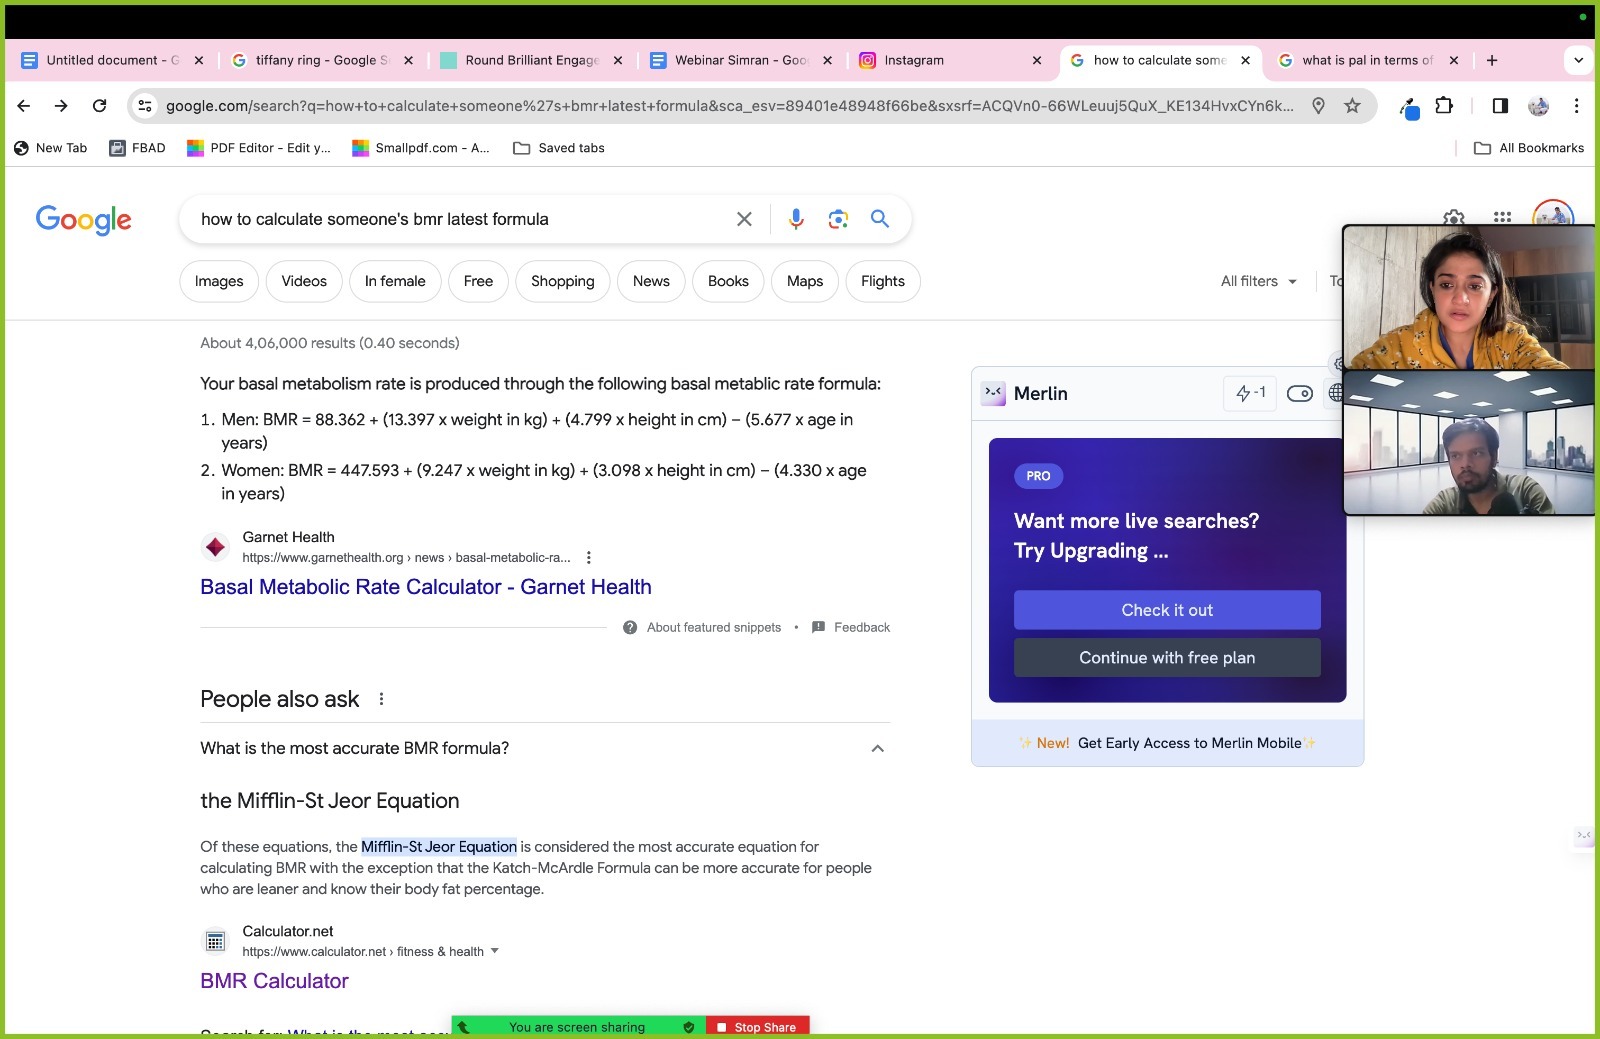 Untitled document - G
tiffany ring - Google S
Round Brilliant Engage
Webinar Simran - Goo
Instagram
how to calculate some
what is pal in terms of
google.com/search?q=how+to+calculate+someone%27s+bmr+latest+formula&sca_esv=89401e48948f66be&sxsrf=ACQVn0-66WLeuuj5QuX_KE134HvxCYn6k...
New Tab
FBAD
PDF Editor - Edit y...
Smallpdf.com - A...
Saved tabs
All Bookmarks
Google
how to calculate someone's bmr latest formula
Images
Videos
In female
Free
Shopping
News
Books
Maps
Flights
All filters
To
About 4,06,000 results (0.40 seconds)
Your basal metabolism rate is produced through the following basal metablic rate formula:
1. Men: BMR = 88.362 + (13.397 x weight in kg) + (4.799 x height in cm) – (5.677 x age in
years)
2. Women: BMR = 447.593 + (9.247 x weight in kg) + (3.098 x height in cm) – (4.330 x age
in years)
Garnet Health
https://www.garnethealth.org › news › basal-metabolic-ra...
Basal Metabolic Rate Calculator - Garnet Health
About featured snippets • Feedback
People also ask
What is the most accurate BMR formula?
the Mifflin-St Jeor Equation
Of these equations, the Mifflin-St Jeor Equation is considered the most accurate equation for
calculating BMR with the exception that the Katch-McArdle Formula can be more accurate for people
who are leaner and know their body fat percentage.
Calculator.net
https://www.calculator.net › fitness & health
BMR Calculator
Merlin
-1
PRO
Want more live searches?
Try Upgrading ...
Check it out
Continue with free plan
New! Get Early Access to Merlin Mobile
You are screen sharing
Stop Share